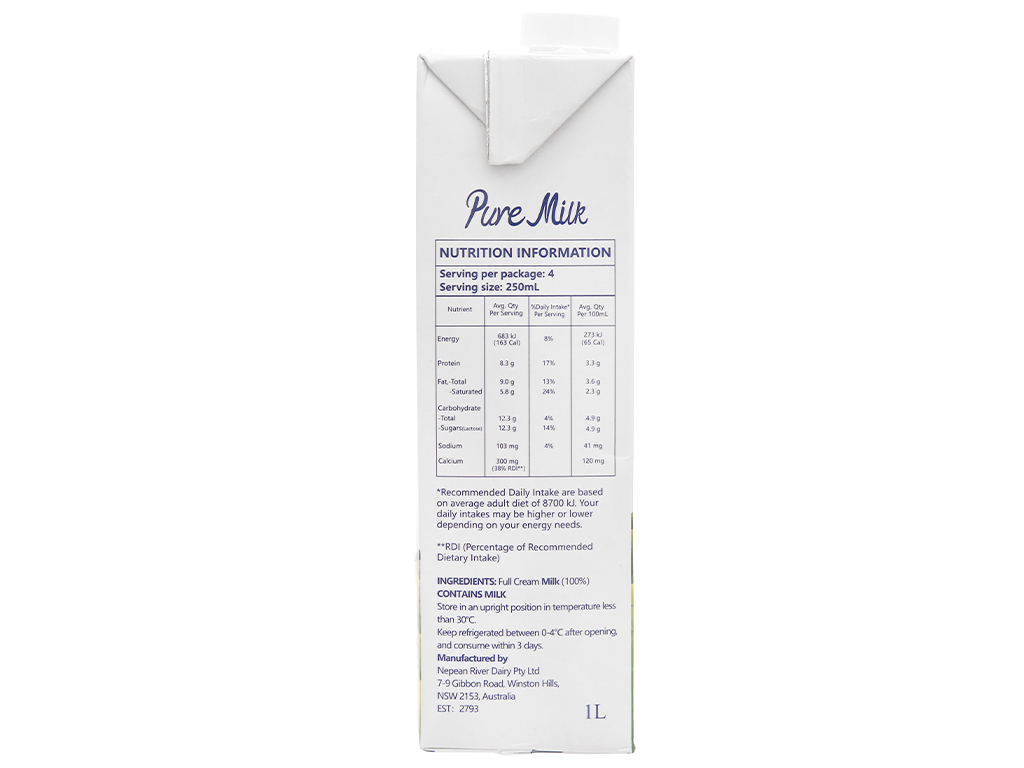 Pure Milk
NUTRITION INFORMATION
Serving per package: 4
Serving size: 250mL
Nutrient Avg. Qty Per Serving %Daily Intake* Per Serving Avg. Qty Per 100mL
Energy 683 kJ (163 Cal) 8% 273 kJ (65 Cal)
Protein 8.3 g 17% 3.3 g
Fat,-Total 9.0 g 13% 3.6 g
-Saturated 5.8 g 24% 2.3 g
Carbohydrate
-Total 12.3 g 4% 4.9 g
-Sugars(Lactose) 12.3 g 14% 4.9 g
Sodium 103 mg 4% 41 mg
Calcium 300 mg (38% RDI**) 120 mg
*Recommended Daily Intake are based
on average adult diet of 8700 kJ. Your
daily intakes may be higher or lower
depending on your energy needs.
**RDI (Percentage of Recommended
Dietary Intake)
INGREDIENTS: Full Cream Milk (100%)
CONTAINS MILK
Store in an upright position in temperature less
than 30°C.
Keep refrigerated between 0-4°C after opening,
and consume within 3 days.
Manufactured by
Nepean River Dairy Pty Ltd
7-9 Gibbon Road, Winston Hills,
NSW 2153, Australia
EST: 2793
1L